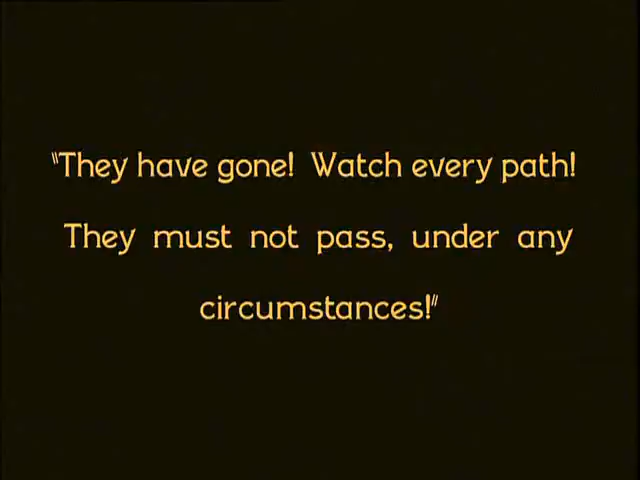 "They have gone! Watch every path!
They must not pass, under any
circumstances!"